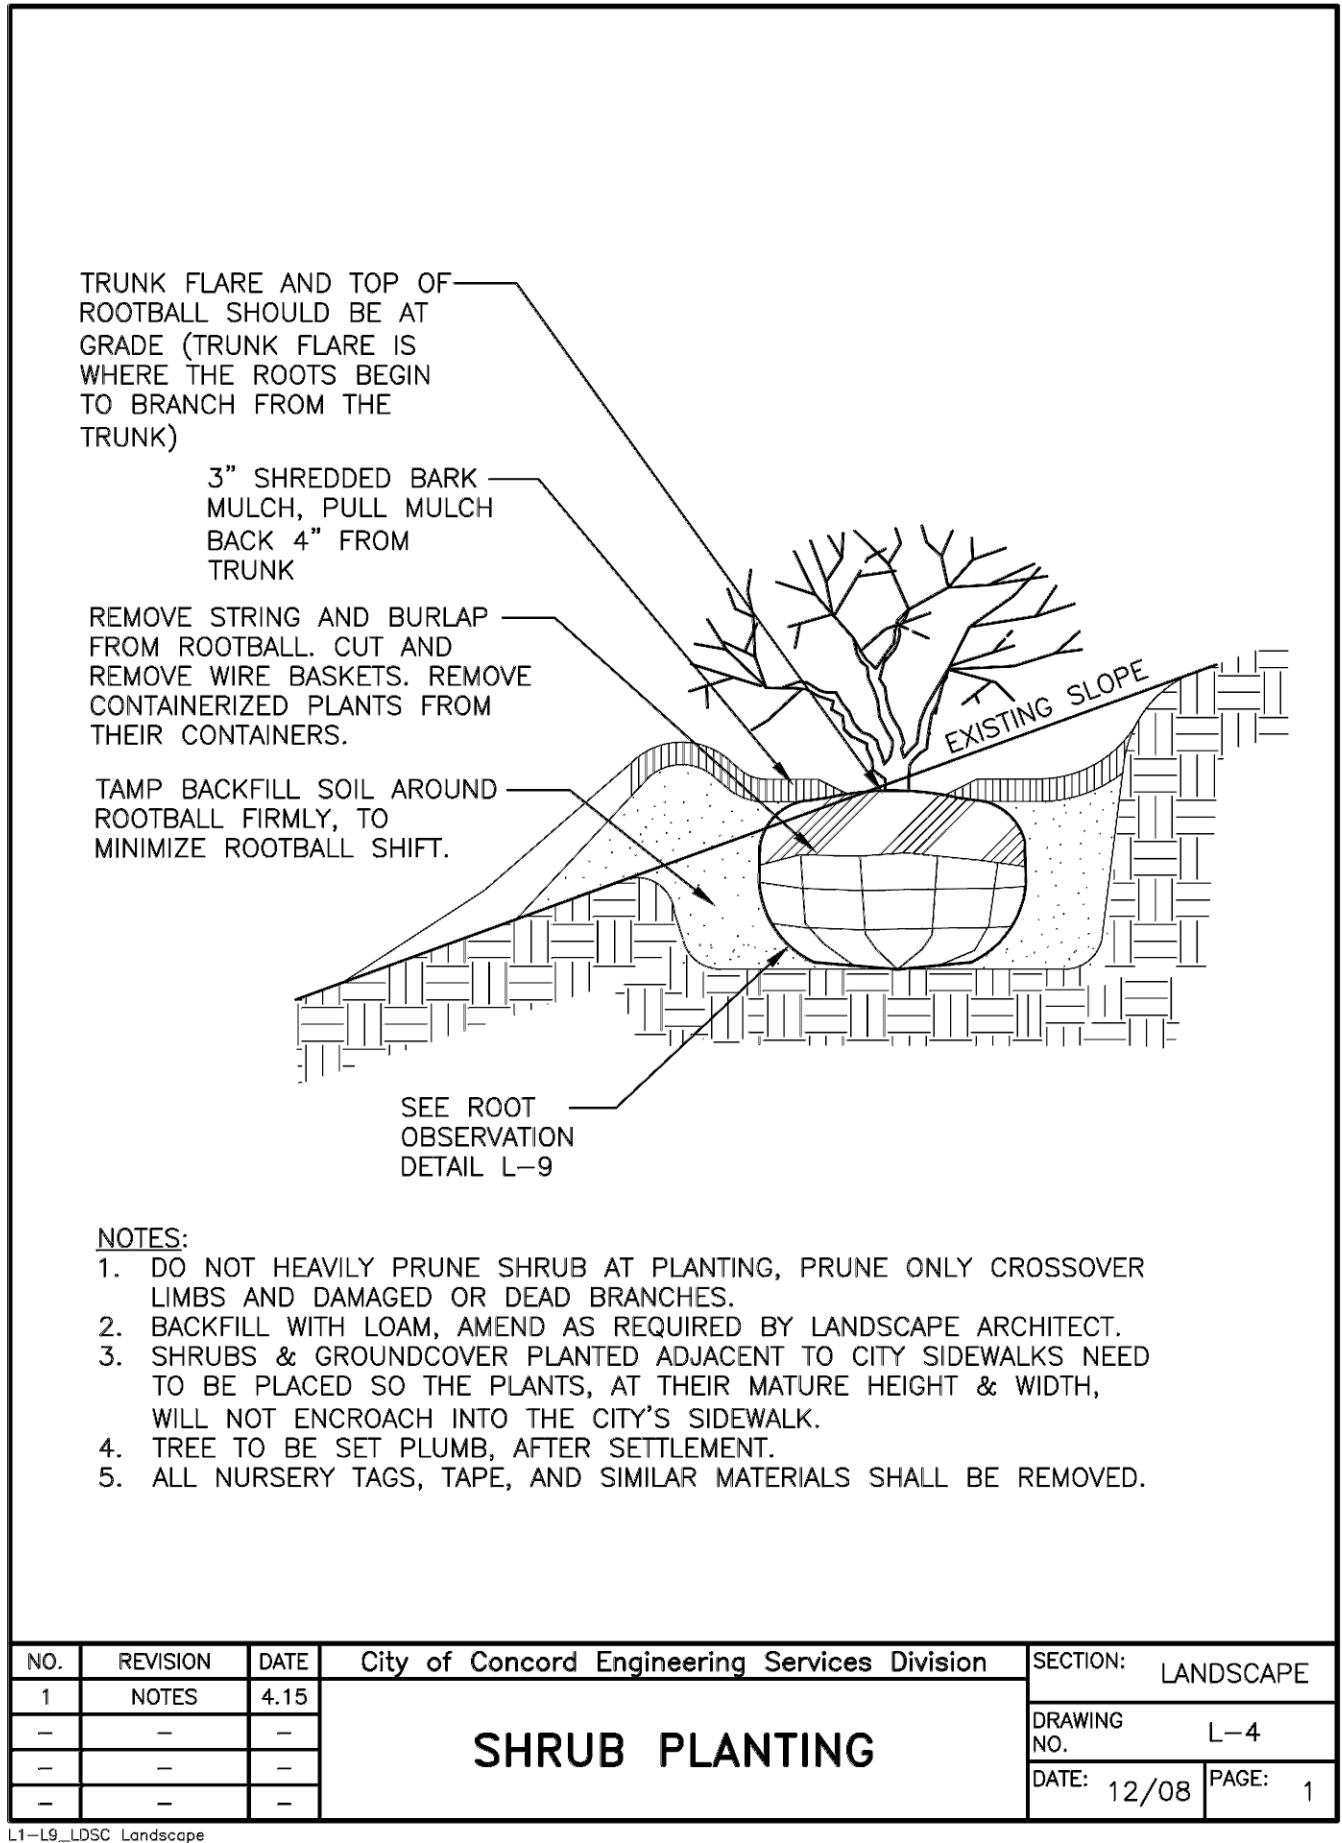 TRUNK FLARE AND TOP OF
ROOTBALL SHOULD BE AT
GRADE (TRUNK FLARE IS
WHERE THE ROOTS BEGIN
TO BRANCH FROM THE
TRUNK)
3" SHREDDED BARK
MULCH, PULL MULCH
BACK 4" FROM
TRUNK
REMOVE STRING AND BURLAP
FROM ROOTBALL. CUT AND
REMOVE WIRE BASKETS. REMOVE
CONTAINERIZED PLANTS FROM
THEIR CONTAINERS.
EXISTING SLOPE
TAMP BACKFILL SOIL AROUND
ROOTBALL FIRMLY, TO
MINIMIZE ROOTBALL SHIFT.
SEE ROOT
OBSERVATION
DETAIL L-9
NOTES:
1. DO NOT HEAVILY PRUNE SHRUB AT PLANTING, PRUNE ONLY CROSSOVER
LIMBS AND DAMAGED OR DEAD BRANCHES.
2. BACKFILL WITH LOAM, AMEND AS REQUIRED BY LANDSCAPE ARCHITECT.
3. SHRUBS & GROUNDCOVER PLANTED ADJACENT TO CITY SIDEWALKS NEED
TO BE PLACED SO THE PLANTS, AT THEIR MATURE HEIGHT & WIDTH,
WILL NOT ENCROACH INTO THE CITY'S SIDEWALK.
4. TREE TO BE SET PLUMB, AFTER SETTLEMENT.
5. ALL NURSERY TAGS, TAPE, AND SIMILAR MATERIALS SHALL BE REMOVED.
NO. REVISION DATE
1 NOTES 4.15
- - -
- - -
- - -
City of Concord Engineering Services Division
SHRUB PLANTING
SECTION: LANDSCAPE
DRAWING
NO. L-4
DATE: 12/08 PAGE: 1
L1-L9_LDSC Landscape